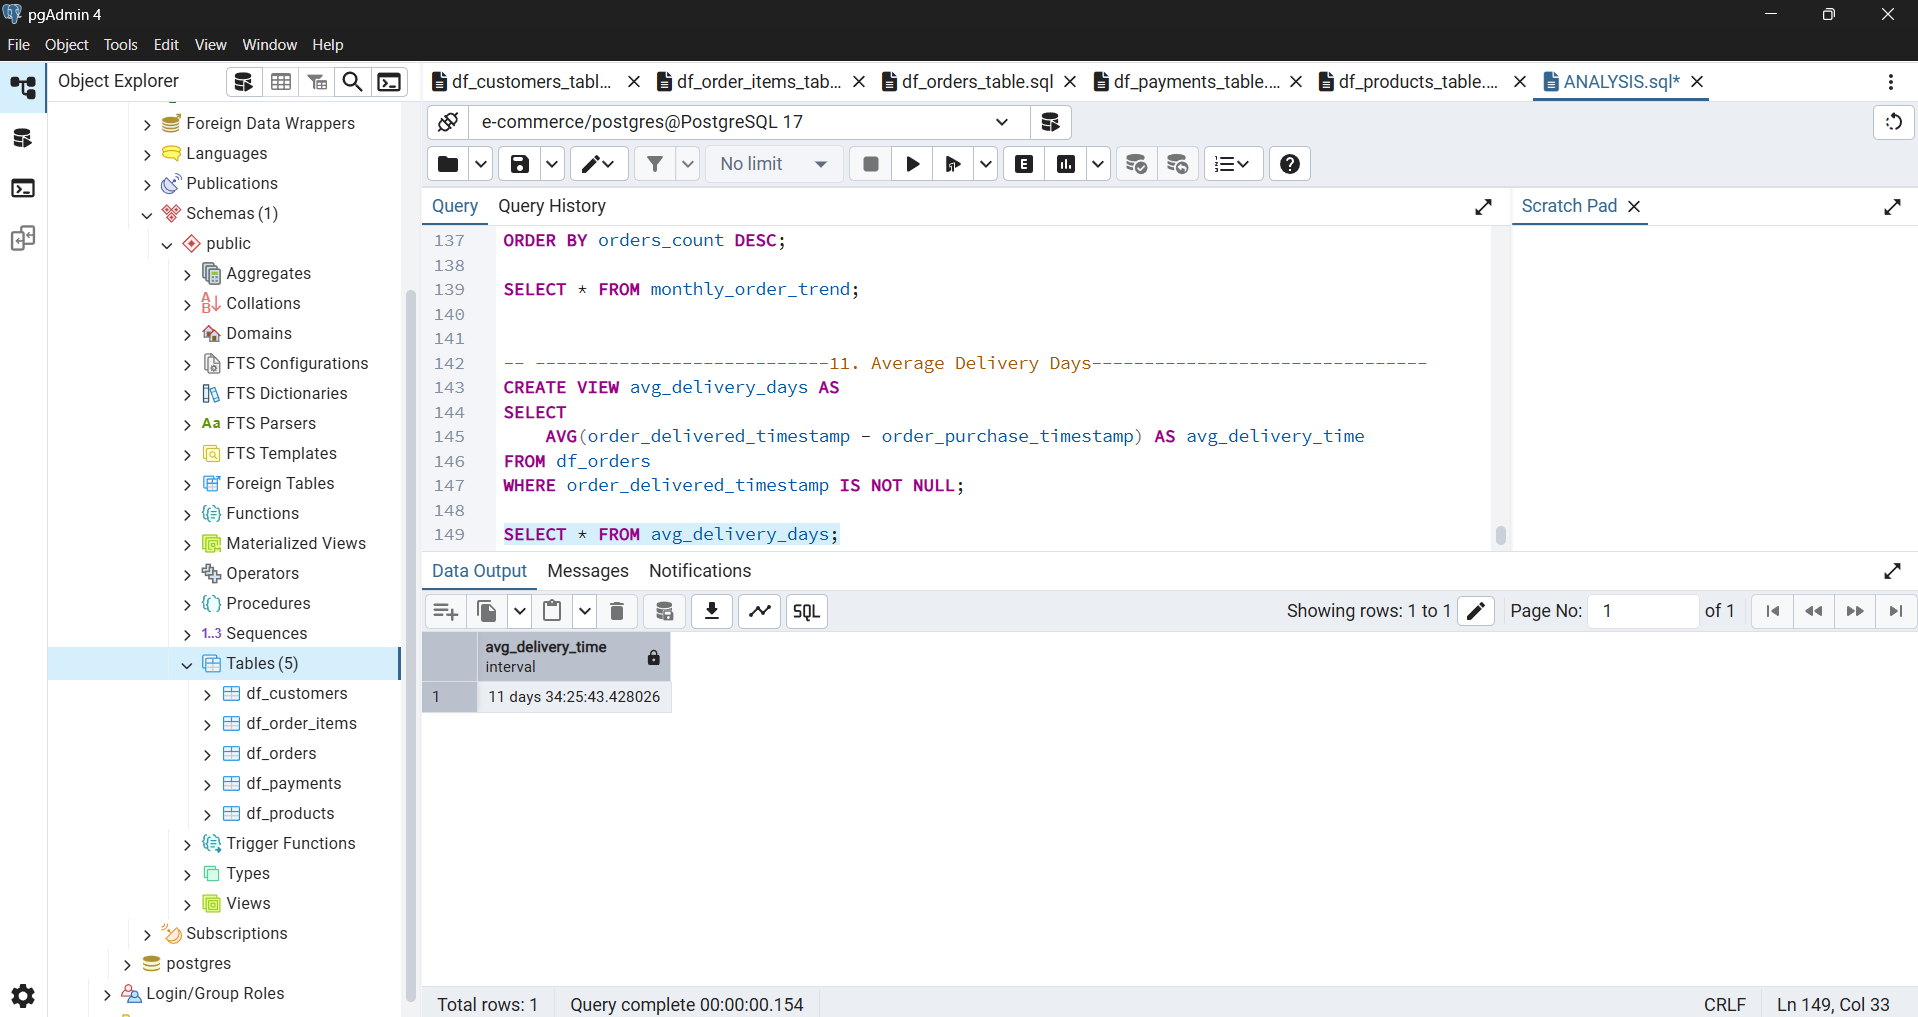 pgAdmin 4
File Object Tools Edit View Window Help
Object Explorer
df_customers_tabl... df_order_items_tab... df_orders_table.sql df_payments_table.... df_products_table.... ANALYSIS.sql*
e-commerce/postgres@PostgreSQL 17
No limit
E
Query Query History
Scratch Pad
Foreign Data Wrappers
Languages
Publications
Schemas (1)
public
Aggregates
Collations
Domains
FTS Configurations
FTS Dictionaries
Aa FTS Parsers
FTS Templates
Foreign Tables
Functions
Materialized Views
Operators
Procedures
1..3 Sequences
Tables (5)
df_customers
df_order_items
df_orders
df_payments
df_products
Trigger Functions
Types
Views
Subscriptions
postgres
Login/Group Roles
137 ORDER BY orders_count DESC;
138
139 SELECT * FROM monthly_order_trend;
140
141
142 -- ----------------------------11. Average Delivery Days--------------------------------
143 CREATE VIEW avg_delivery_days AS
144 SELECT
145 AVG(order_delivered_timestamp - order_purchase_timestamp) AS avg_delivery_time
146 FROM df_orders
147 WHERE order_delivered_timestamp IS NOT NULL;
148
149 SELECT * FROM avg_delivery_days;
Data Output Messages Notifications
SQL
Showing rows: 1 to 1 Page No: 1 of 1
avg_delivery_time
interval
1 11 days 34:25:43.428026
Total rows: 1 Query complete 00:00:00.154 CRLF Ln 149, Col 33